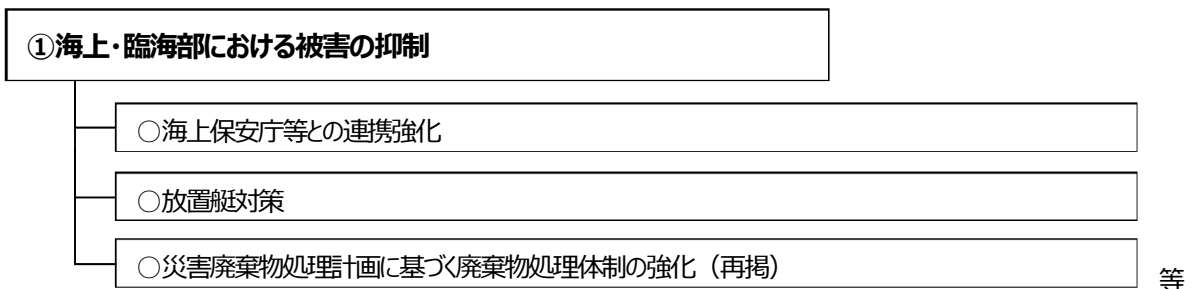 ①海上・臨海部における被害の抑制
○海上保安庁等との連携強化
○放置艇対策
○災害廃棄物処理計画に基づく廃棄物処理体制の強化（再掲）
等